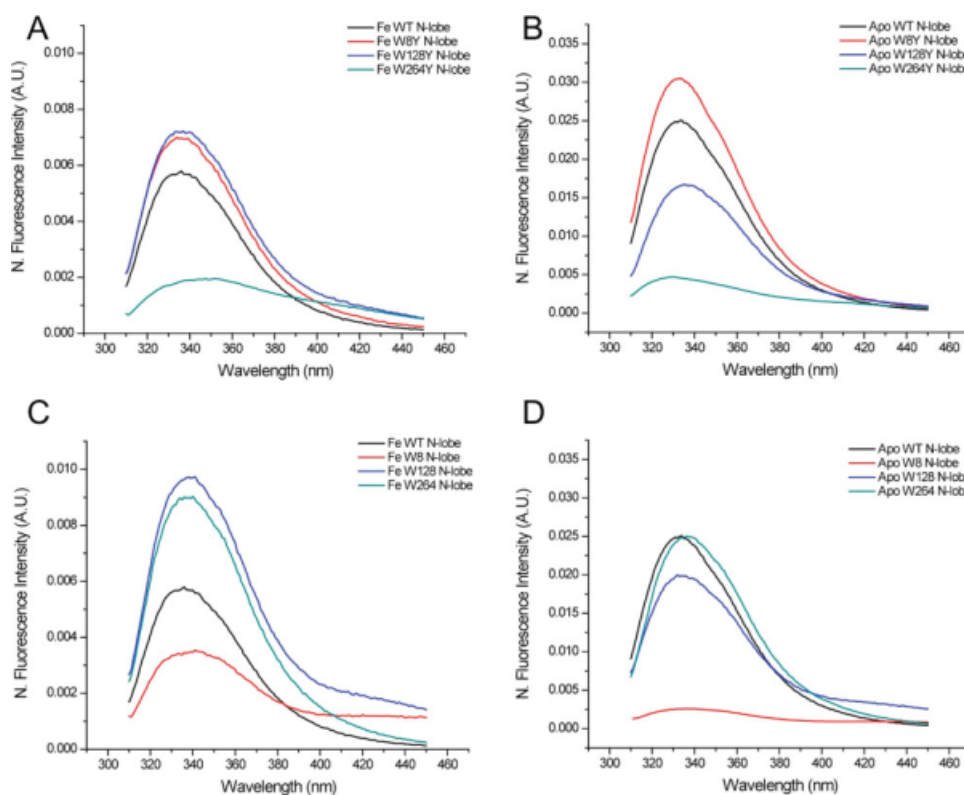 A
Fe WT N-lobe
Fe W8Y N-lobe
Fe W128Y N-lobe
Fe W264Y N-lobe
N. Fluorescence Intensity (A.U.)
0.010
0.008
0.006
0.004
0.002
0.000
300 320 340 360 380 400 420 440 460
Wavelength (nm)
B
Apo WT N-lobe
Apo W8Y N-lobe
Apo W128Y N-lob
Apo W264Y N-lob
N. Fluorescence Intensity (A.U.)
0.035
0.030
0.025
0.020
0.015
0.010
0.005
0.000
300 320 340 360 380 400 420 440 460
Wavelength (nm)
C
Fe WT N-lobe
Fe W8 N-lobe
Fe W128 N-lobe
Fe W264 N-lobe
N. Fluorescence Intensity (A.U.)
0.010
0.008
0.006
0.004
0.002
0.000
300 320 340 360 380 400 420 440 460
Wavelength (nm)
D
Apo WT N-lobe
Apo W8 N-lobe
Apo W128 N-lob
Apo W264 N-lob
N. Fluorescence Intensity (A.U.)
0.035
0.030
0.025
0.020
0.015
0.010
0.005
0.000
300 320 340 360 380 400 420 440 460
Wavelength (nm)